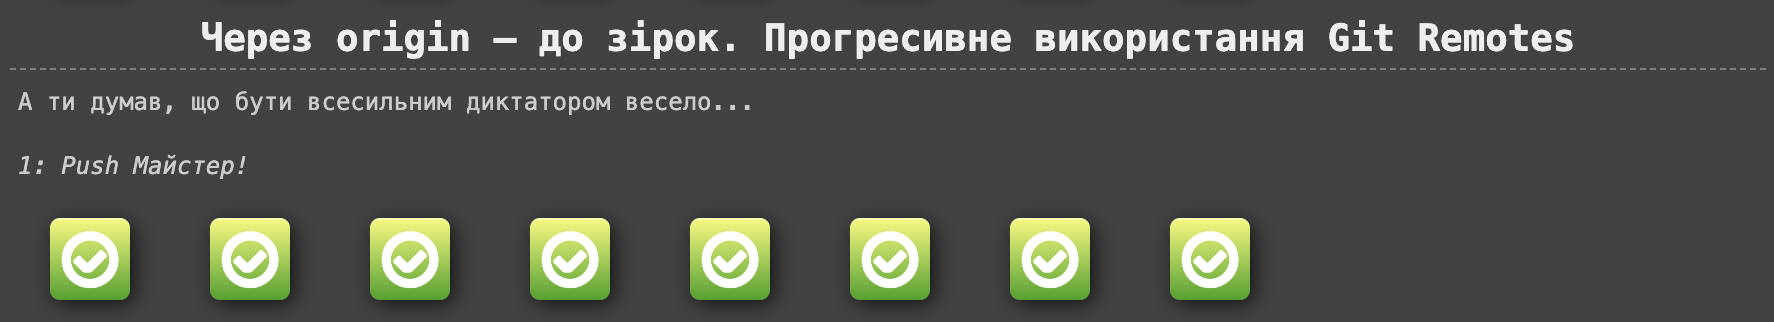 Через origin – до зірок. Прогресивне використання Git Remotes
А ти думав, що бути всесильним диктатором весело...
1: Push Майстер!